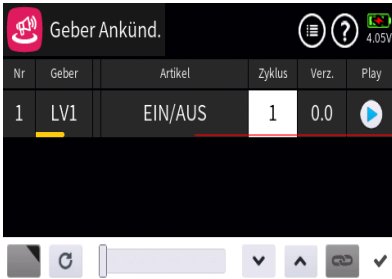 Geber Ankünd.
4.05V
Nr Geber Artikel Zyklus Verz. Play
1 LV1 EIN/AUS 1 0.0